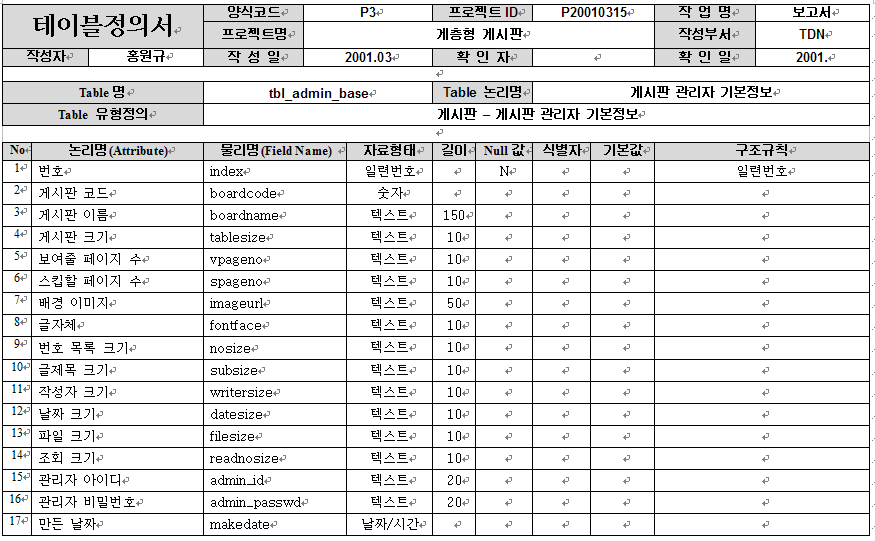 테이블정의서 양식코드 P3 프로젝트 ID P20010315 작 업 명 보고서
프로젝트명 계층형 게시판 작성부서 TDN
작성자 홍원규 작 성 일 2001.03 확 인 자 확 인 일 2001.
Table 명 tbl_admin_base Table 논리명 게시판 관리자 기본정보
Table 유형정의 게시판 – 게시판 관리자 기본정보
No 논리명(Attribute) 물리명(Field Name) 자료형태 길이 Null 값 식별자 기본값 구조규칙
1 번호 index 일련번호 N 일련번호
2 게시판 코드 boardcode 숫자
3 게시판 이름 boardname 텍스트 150
4 게시판 크기 tablesize 텍스트 10
5 보여줄 페이지 수 vpageno 텍스트 10
6 스킵할 페이지 수 spageno 텍스트 10
7 배경 이미지 imageurl 텍스트 50
8 글자체 fontface 텍스트 10
9 번호 목록 크기 nosize 텍스트 10
10 글제목 크기 subsize 텍스트 10
11 작성자 크기 writersize 텍스트 10
12 날짜 크기 datesize 텍스트 10
13 파일 크기 filesize 텍스트 10
14 조회 크기 readnosize 텍스트 10
15 관리자 아이디 admin_id 텍스트 20
16 관리자 비밀번호 admin_passwd 텍스트 20
17 만든 날짜 makedate 날짜/시간